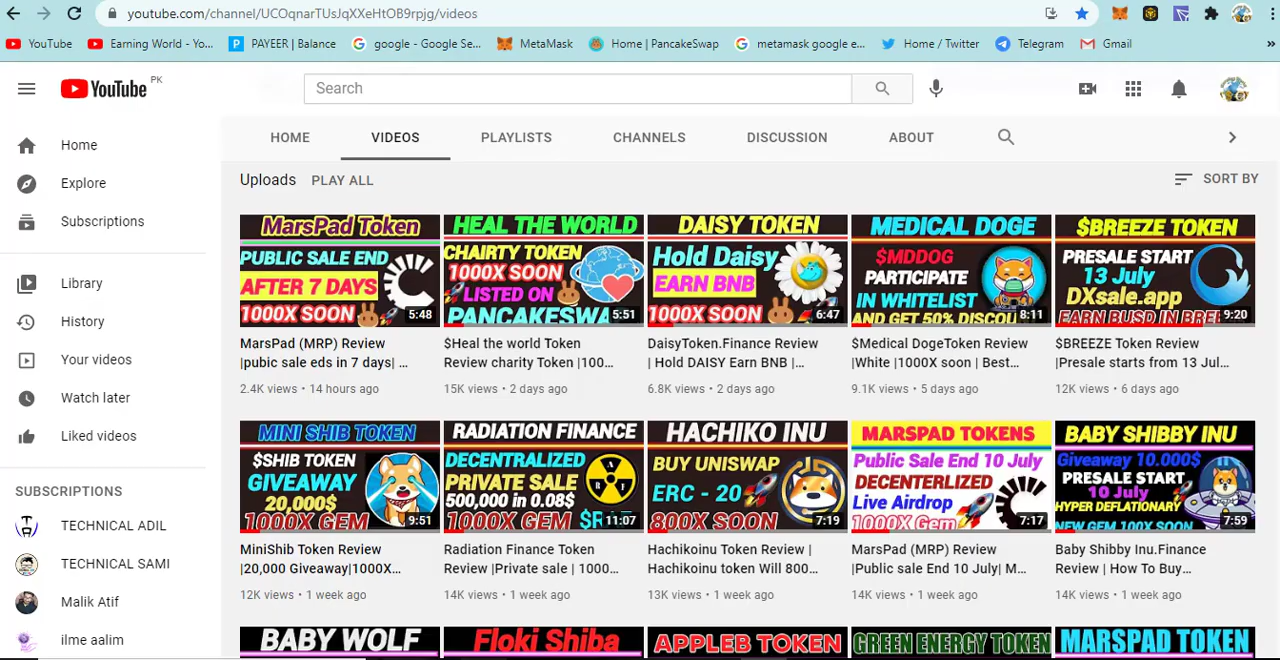 youtube.com/channel/UCOqnarTUsJqXXeHtOB9rpjg/videos
YouTube
Earning World - Yo...
PAYEER | Balance
google - Google Se...
MetaMask
Home | PancakeSwap
metamask google e...
Home / Twitter
Telegram
Gmail
»
YouTube PK
Search
Home
Explore
Subscriptions
Library
History
Your videos
Watch later
Liked videos
SUBSCRIPTIONS
TECHNICAL ADIL
TECHNICAL SAMI
Malik Atif
ilme aalim
HOME
VIDEOS
PLAYLISTS
CHANNELS
DISCUSSION
ABOUT
Uploads
PLAY ALL
SORT BY
MarsPad Token
PUBLIC SALE END
AFTER 7 DAYS
1000X SOON
5:48
MarsPad (MRP) Review
|pubic sale eds in 7 days| ...
2.4K views • 14 hours ago
HEAL THE WORLD
CHAIRTY TOKEN
1000X SOON
LISTED ON
PANCAKESWA
5:51
$Heal the world Token
Review charity Token |100...
15K views • 2 days ago
DAISY TOKEN
Hold Daisy
EARN BNB
1000X SOON
6:47
DaisyToken.Finance Review
| Hold DAISY Earn BNB |...
6.8K views • 2 days ago
MEDICAL DOGE
$MDDOG
PARTICIPATE
IN WHITELIST
AND GET 50% DISCOU
8:11
$Medical DogeToken Review
|White |1000X soon | Best...
9.1K views • 5 days ago
$BREEZE TOKEN
PRESALE START
13 July
DXsale.app
EARN BUSD IN BRE
9:20
$BREEZE Token Review
|Presale starts from 13 Jul...
12K views • 6 days ago
MINI SHIB TOKEN
$SHIB TOKEN
GIVEAWAY
20,000$
1000X GEM
9:51
MiniShib Token Review
|20,000 Giveaway|1000X...
12K views • 1 week ago
RADIATION FINANCE
DECENTRALIZED
PRIVATE SALE
500,000 in 0.08$
1000X GEM $R
11:07
Radiation Finance Token
Review |Private sale | 1000...
14K views • 1 week ago
HACHIKO INU
BUY UNISWAP
ERC - 20
800X SOON
7:19
Hachikoinu Token Review |
Hachikoinu token Will 800...
13K views • 1 week ago
MARSPAD TOKENS
Public Sale End 10 July
DECENTERLIZED
Live Airdrop
1000X Gem
7:17
MarsPad (MRP) Review
|Public sale End 10 July| M...
14K views • 1 week ago
BABY SHIBBY INU
Giveaway 10.000$
PRESALE START
10 July
HYPER DEFLATIONARY
NEW GEM 100X SOON
7:59
Baby Shibby Inu.Finance
Review | How To Buy...
14K views • 1 week ago
BABY WOLF
Floki Shiba
APPLEB TOKEN
GREEN ENERGY TOKEN
MARSPAD TOKEN